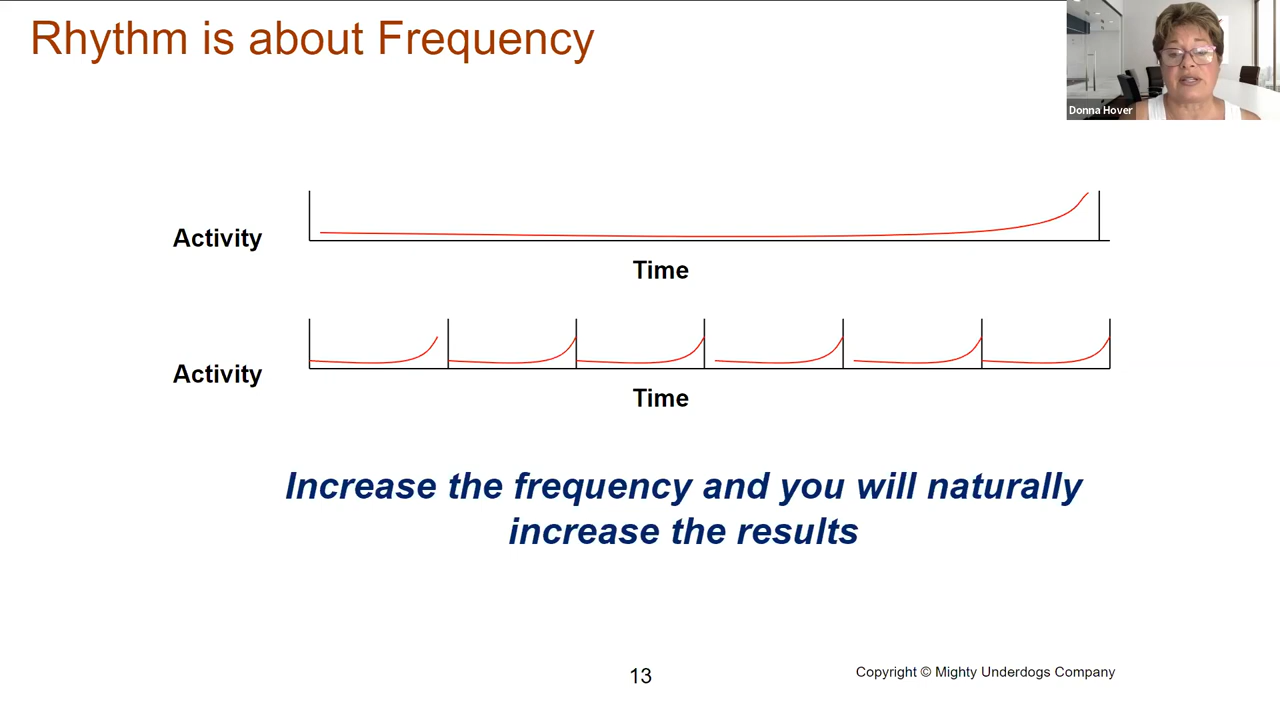 Rhythm is about Frequency
Donna Hover
Activity
Time
Activity
Time
Increase the frequency and you will naturally
increase the results
13
Copyright © Mighty Underdogs Company